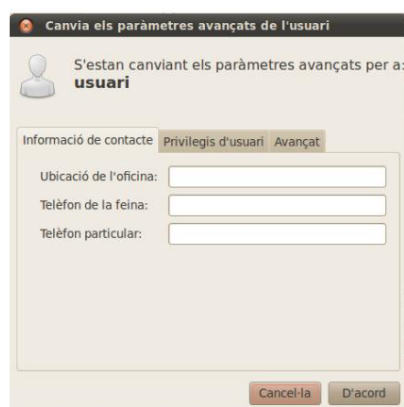 Canvia els paràmetres avançats de l'usuari
S'estan canviant els paràmetres avançats per a:
usuari
Informació de contacte Privilegis d'usuari Avançat
Ubicació de l'oficina:
Telèfon de la feina:
Telèfon particular:
Cancel·la D'acord